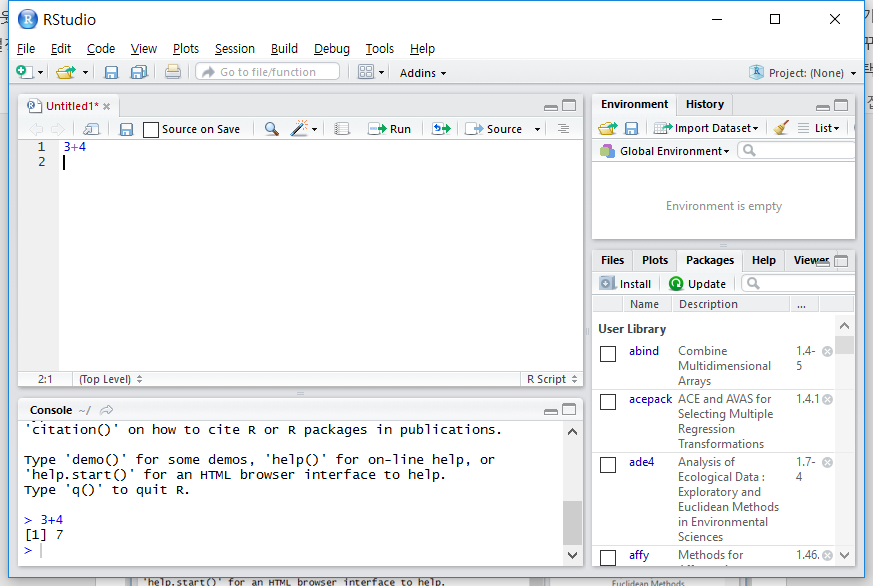 RStudio
File Edit Code View Plots Session Build Debug Tools Help
Go to file/function Addins Project: (None)
Untitled1*
Source on Save Run Source
1 3+4
2
2:1 (Top Level) R Script
Console ~/
'citation()' on how to cite R or R packages in publications.
Type 'demo()' for some demos, 'help()' for on-line help, or
'help.start()' for an HTML browser interface to help.
Type 'q()' to quit R.
> 3+4
[1] 7
>
Environment History
Import Dataset List
Global Environment
Environment is empty
Files Plots Packages Help Viewer
Install Update
Name Description ...
User Library
abind Combine 1.4-
Multidimensional 5
Arrays
acepack ACE and AVAS for 1.4.1
Selecting Multiple
Regression
Transformations
ade4 Analysis of 1.7-
Ecological Data : 4
Exploratory and
Euclidean Methods
in Environmental
Sciences
affy Methods for 1.46.
'help.start()' for an HTML browser interface to help.
Euclidean Methods